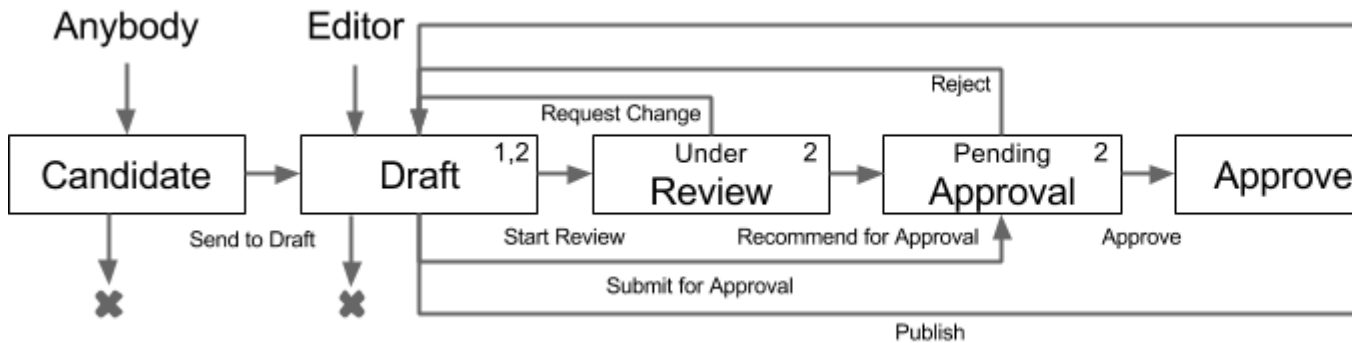 Anybody
Editor
Reject
Request Change
Candidate
1,2
Draft
Under
2
Review
Pending
2
Approval
Approve
Send to Draft
Start Review
Recommend for Approval
Approve
Submit for Approval
Publish